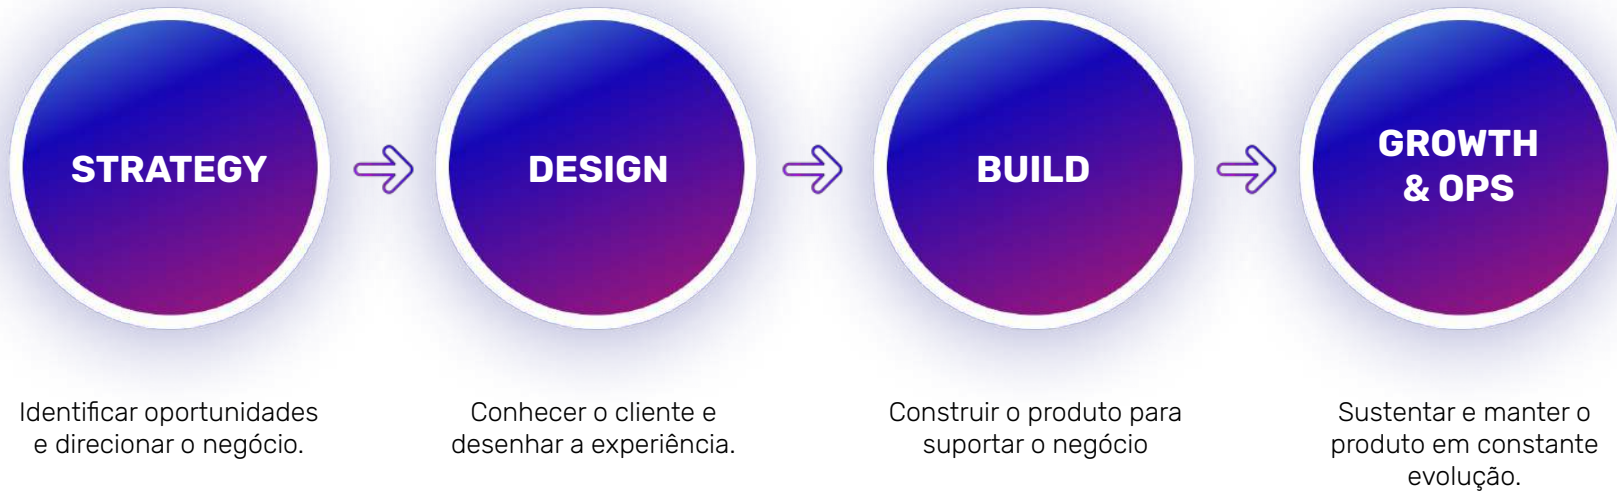 STRATEGY
DESIGN
BUILD
GROWTH
& OPS
Identificar oportunidades
e direcionar o negócio.
Conhecer o cliente e
desenhar a experiência.
Construir o produto para
suportar o negócio
Sustentar e manter o
produto em constante
evolução.